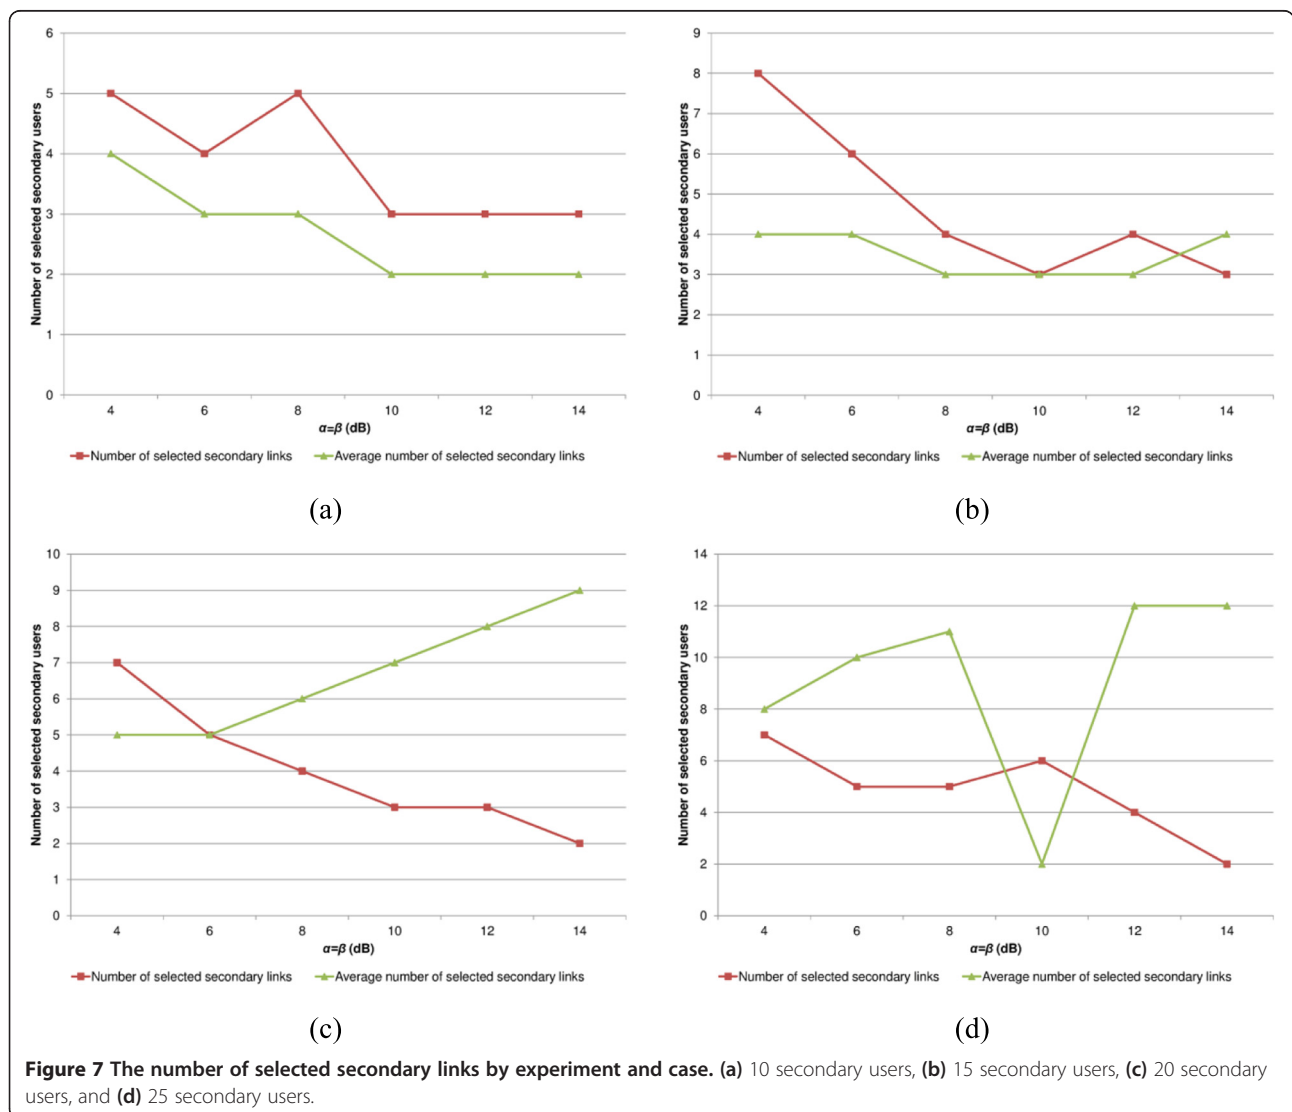 6
5
4
3
2
1
0
Number of selected secondary users
4 6 8 10 12 14
α=β (dB)
Number of selected secondary links Average number of selected secondary links
(a)
9
8
7
6
5
4
3
2
1
0
Number of selected secondary users
4 6 8 10 12 14
α=β (dB)
Number of selected secondary links Average number of selected secondary links
(b)
10
9
8
7
6
5
4
3
2
1
0
Number of selected secondary users
4 6 8 10 12 14
α=β (dB)
Number of selected secondary links Average number of selected secondary links
(c)
14
12
10
8
6
4
2
0
Number of selected secondary users
4 6 8 10 12 14
α=β (dB)
Number of selected secondary links Average number of selected secondary links
(d)
Figure 7 The number of selected secondary links by experiment and case. (a) 10 secondary users, (b) 15 secondary users, (c) 20 secondary
users, and (d) 25 secondary users.